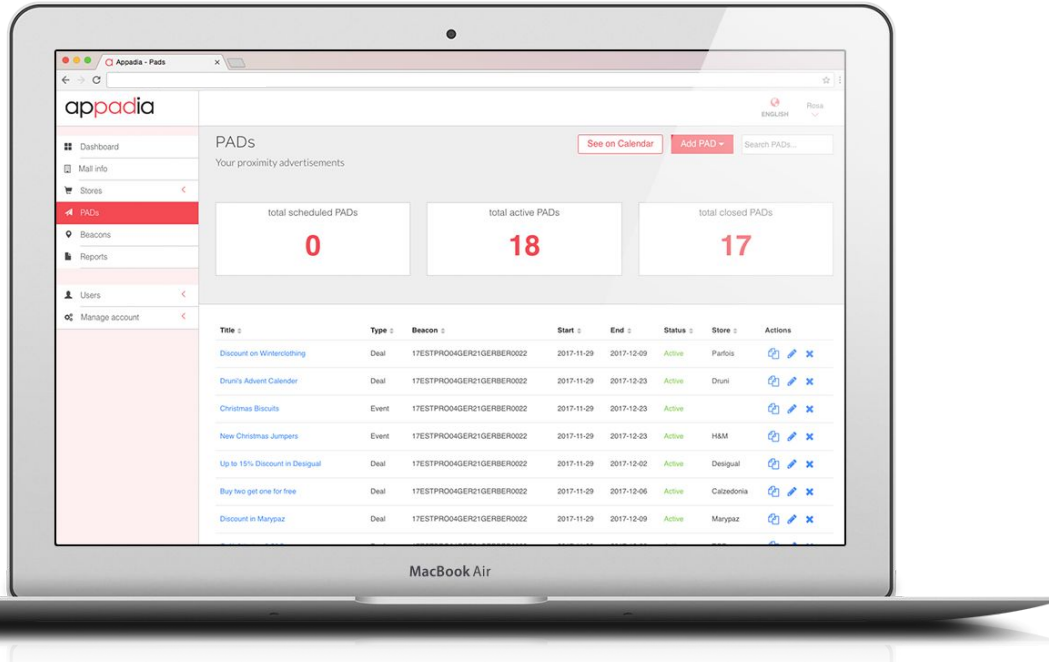 Appadia - Pads
appadia
ENGLISH
Rosa
Dashboard
Mall info
Stores
PADs
Beacons
Reports
Users
Manage account
PADs
Your proximity advertisements
See on Calendar
Add PAD
Search PADs...
total scheduled PADs
0
total active PADs
18
total closed PADs
17
Title Type Beacon Start End Status Store Actions
Discount on Winterclothing Deal 17ESTPRO04GER21GERBER0022 2017-11-29 2017-12-09 Active Parfois
Druni's Advent Calender Deal 17ESTPRO04GER21GERBER0022 2017-11-29 2017-12-23 Active Druni
Christmas Biscuits Event 17ESTPRO04GER21GERBER0022 2017-11-29 2017-12-23 Active
New Christmas Jumpers Event 17ESTPRO04GER21GERBER0022 2017-11-29 2017-12-23 Active H&M
Up to 15% Discount in Desigual Deal 17ESTPRO04GER21GERBER0022 2017-11-29 2017-12-02 Active Desigual
Buy two get one for free Deal 17ESTPRO04GER21GERBER0022 2017-11-29 2017-12-06 Active Calzedonia
Discount in Marypaz Deal 17ESTPRO04GER21GERBER0022 2017-11-29 2017-12-09 Active Marypaz
MacBook Air